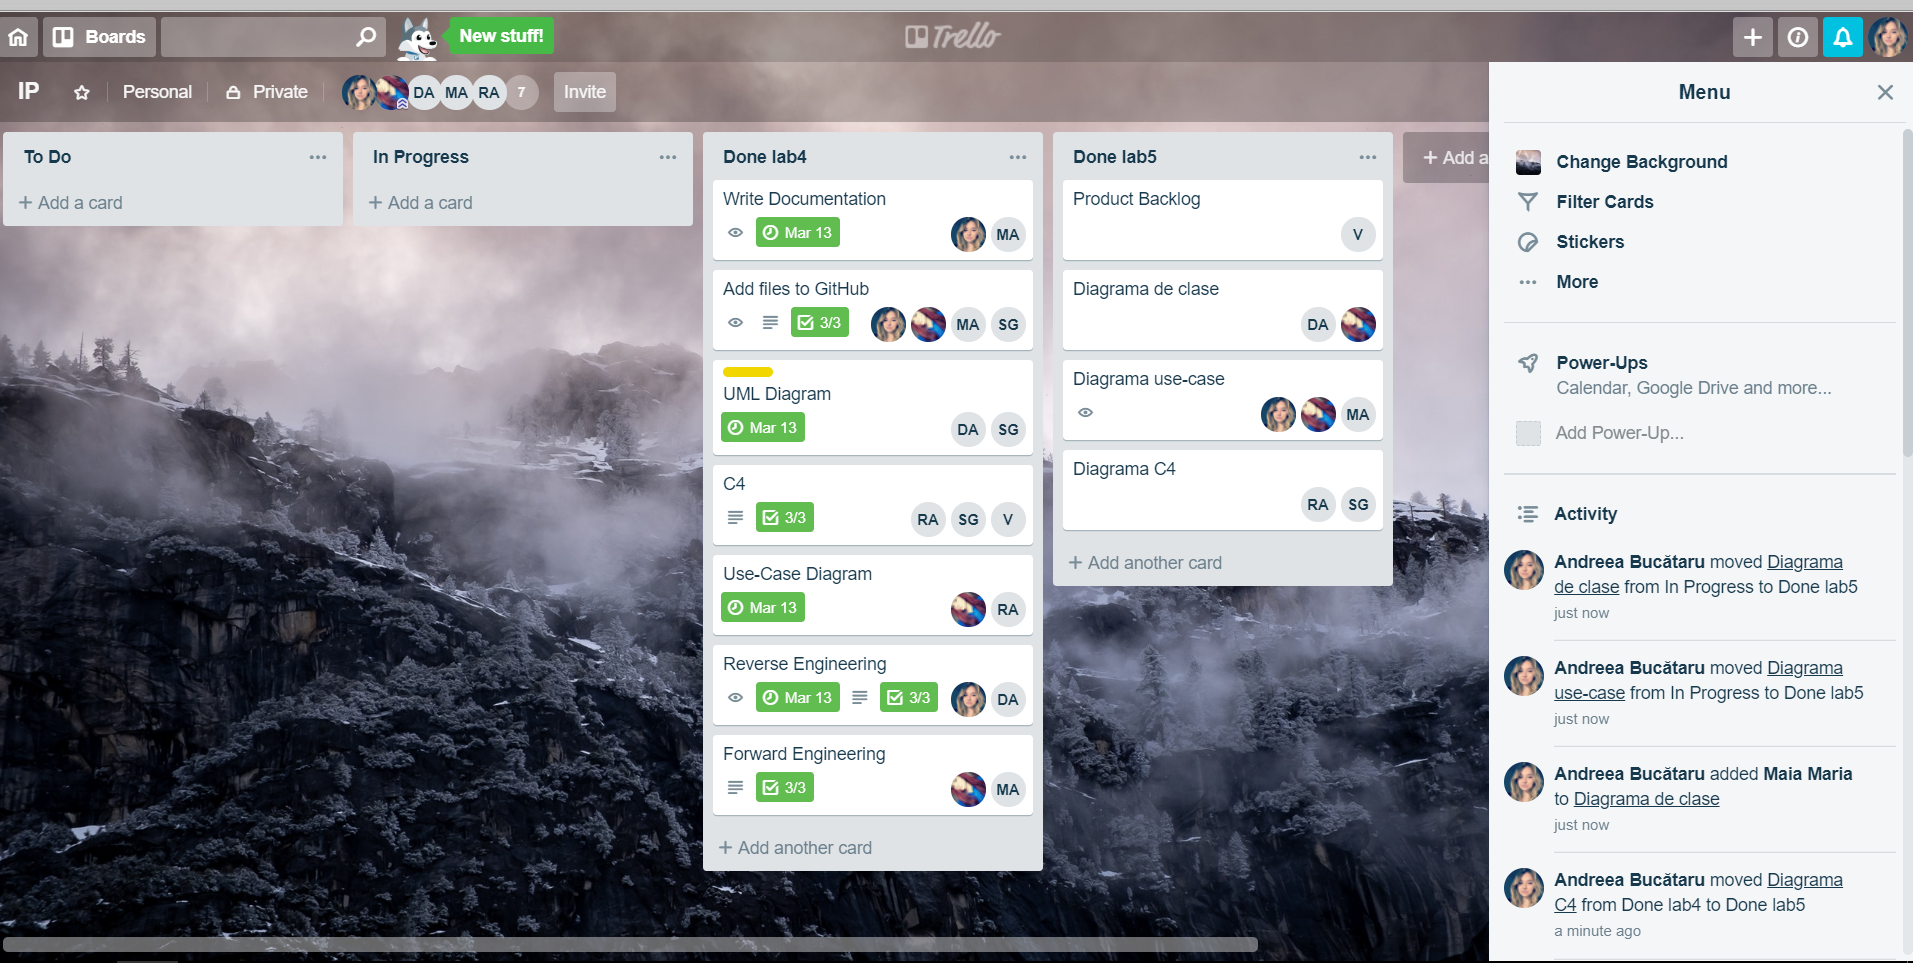 Boards
New stuff!
Trello
IP
Personal
Private
DA
MA
RA
7
Invite
To Do
+ Add a card
In Progress
+ Add a card
Done lab4
Write Documentation
Mar 13
MA
Add files to GitHub
3/3
MA
SG
UML Diagram
Mar 13
DA
SG
C4
3/3
RA
SG
V
Use-Case Diagram
Mar 13
RA
Reverse Engineering
Mar 13
3/3
DA
Forward Engineering
3/3
MA
+ Add another card
Done lab5
Product Backlog
V
Diagrama de clase
DA
Diagrama use-case
MA
Diagrama C4
RA
SG
+ Add another card
+ Add a
Menu
Change Background
Filter Cards
Stickers
More
Power-Ups
Calendar, Google Drive and more...
Add Power-Up...
Activity
Andreea Bucătaru moved Diagrama
de clase from In Progress to Done lab5
just now
Andreea Bucătaru moved Diagrama
use-case from In Progress to Done lab5
just now
Andreea Bucătaru added Maia Maria
to Diagrama de clase
just now
Andreea Bucătaru moved Diagrama
C4 from Done lab4 to Done lab5
a minute ago